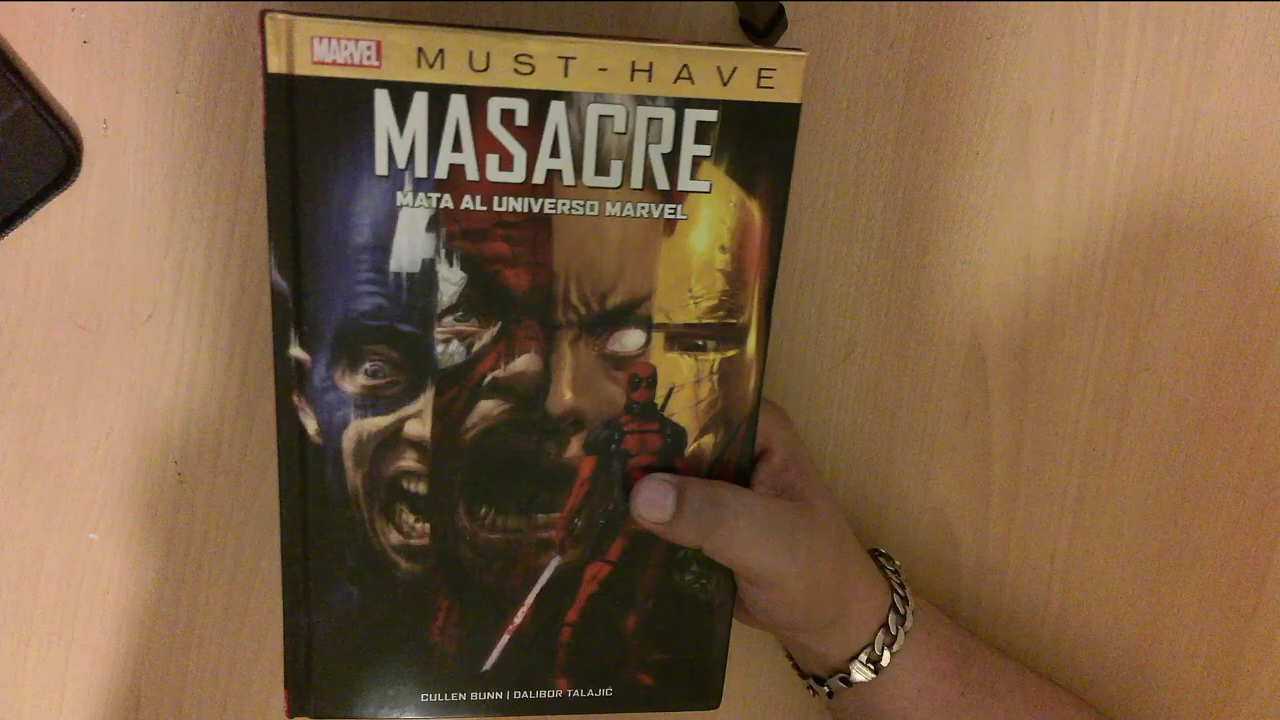 MARVEL MUST-HAVE
MASACRE
MATA AL UNIVERSO MARVEL
CULLEN BUNN | DALIBOR TALAJIĆ